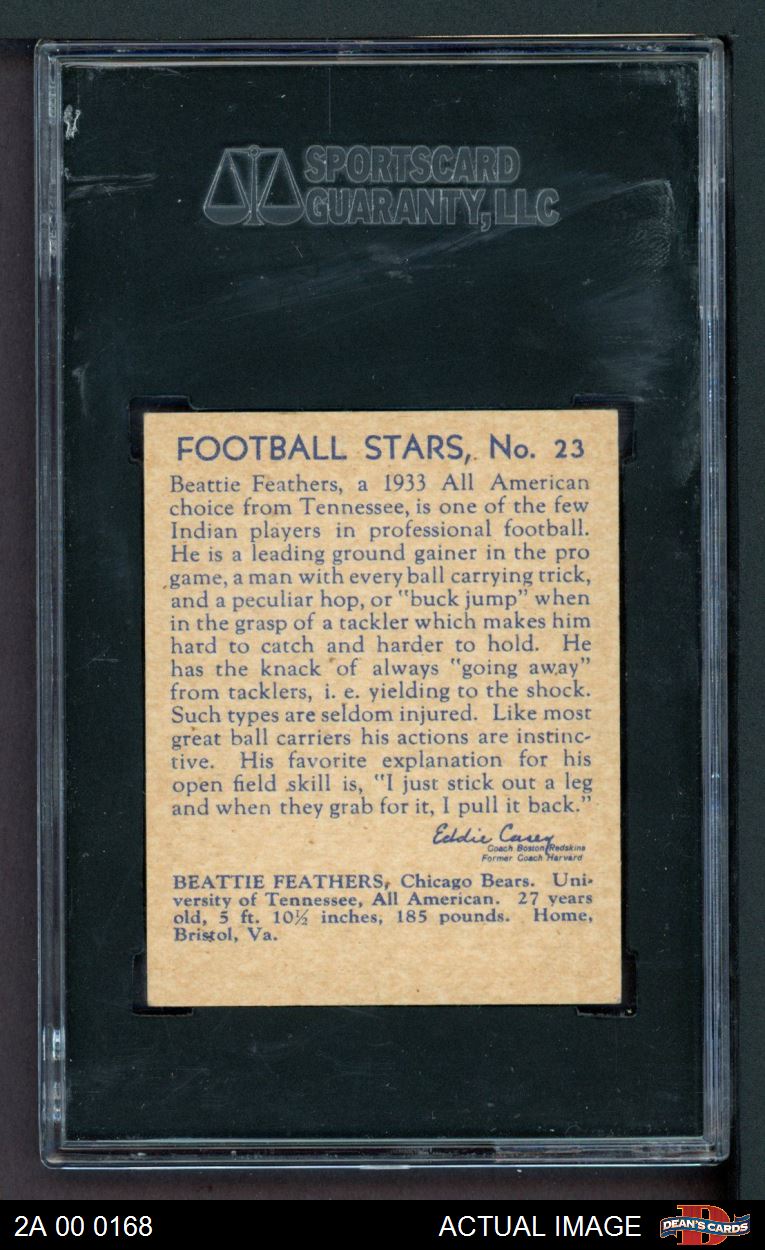 SPORTSCARD
GUARANTY, LLC
FOOTBALL STARS, No. 23
Beattie Feathers, a 1933 All American
choice from Tennessee, is one of the few
Indian players in professional football.
He is a leading ground gainer in the pro
game, a man with every ball carrying trick,
and a peculiar hop, or "buck jump" when
in the grasp of a tackler which makes him
hard to catch and harder to hold. He
has the knack of always "going away"
from tacklers, i. e. yielding to the shock.
Such types are seldom injured. Like most
great ball carriers his actions are instinc-
tive. His favorite explanation for his
open field skill is, "I just stick out a leg
and when they grab for it, I pull it back."
Eddie Casey
Coach Boston Redskins
Former Coach Harvard
BEATTIE FEATHERS, Chicago Bears. Uni-
versity of Tennessee, All American. 27 years
old, 5 ft. 10½ inches, 185 pounds. Home,
Bristol, Va.
2A 00 0168 ACTUAL IMAGE DEAN'S CARDS